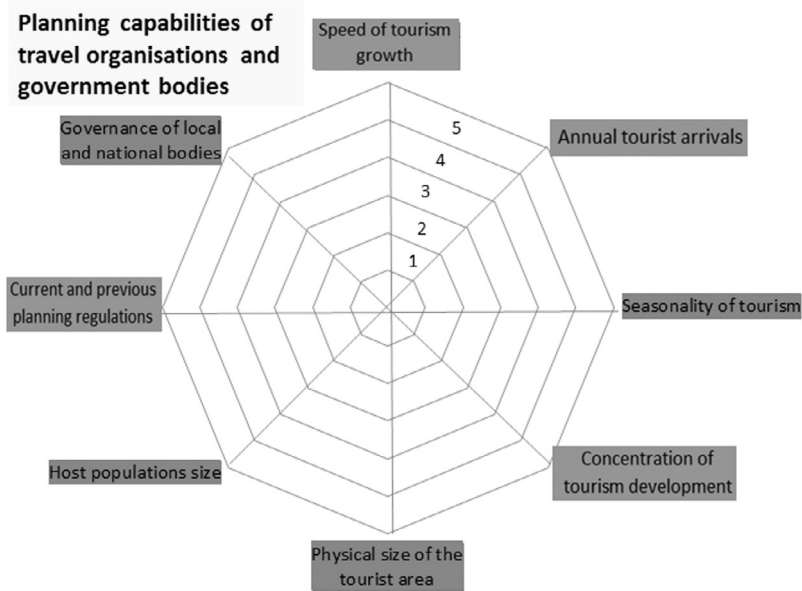 Planning capabilities of
travel organisations and
government bodies
Speed of tourism
growth
Governance of local
and national bodies
5
Annual tourist arrivals
4
3
2
1
Current and previous
planning regulations
Seasonality of tourism
Host populations size
Concentration of
tourism development
Physical size of the
tourist area